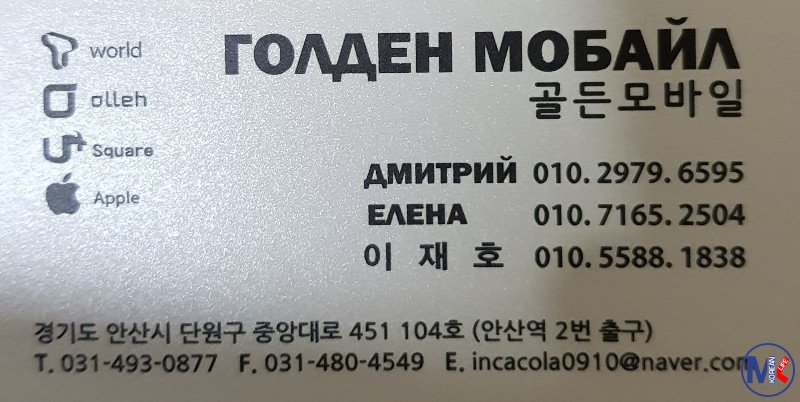 T world
olleh
U+ Square
Apple
ГОЛДЕН МОБАЙЛ
골든모바일
ДМИТРИЙ 010.2979.6595
ЕЛЕНА 010.7165.2504
이 재 호 010.5588.1838
경기도 안산시 단원구 중앙대로 451 104호 (안산역 2번 출구)
T. 031-493-0877 F. 031-480-4549 E. incacola0910@naver.com
KOREAN LIFE